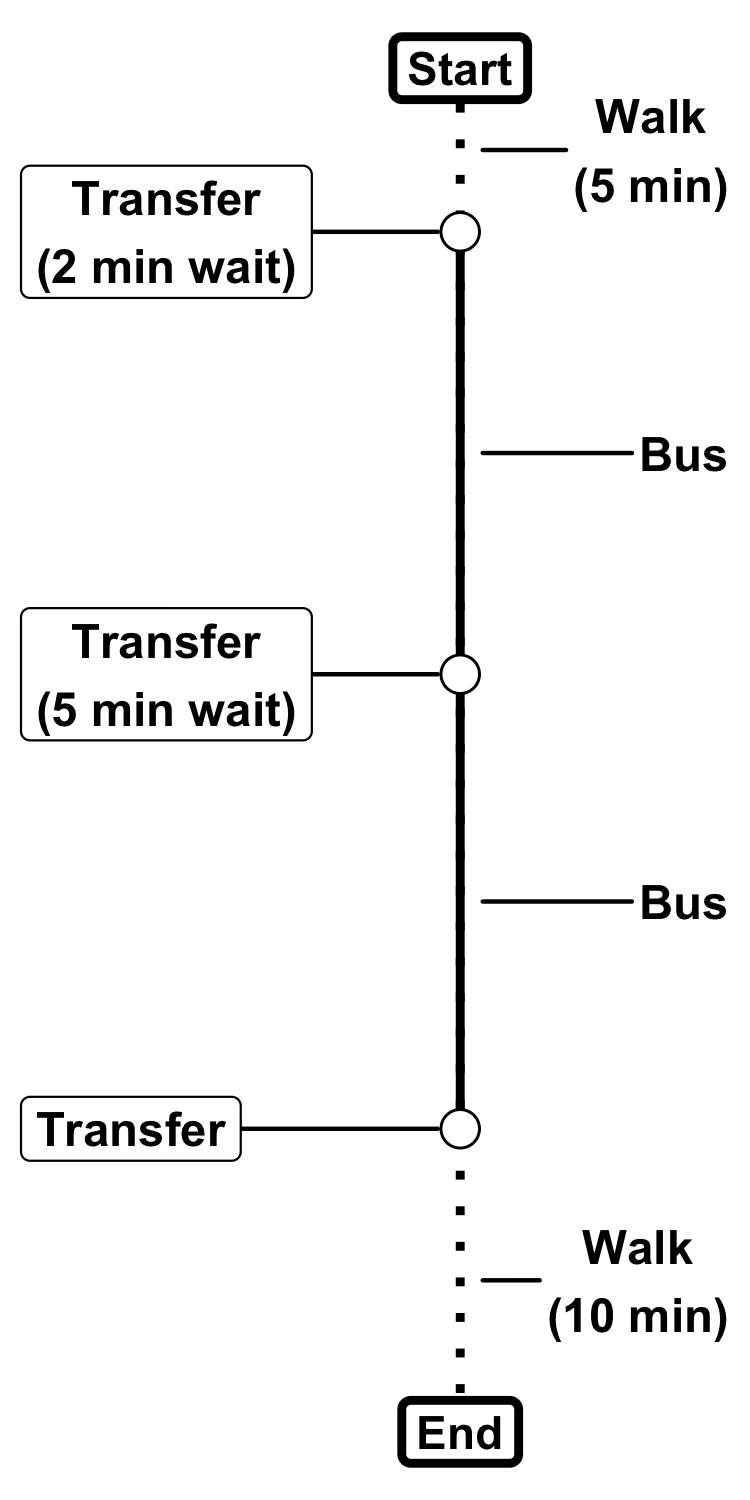 Start
Walk
(5 min)
Transfer
(2 min wait)
Bus
Transfer
(5 min wait)
Bus
Transfer
Walk
(10 min)
End